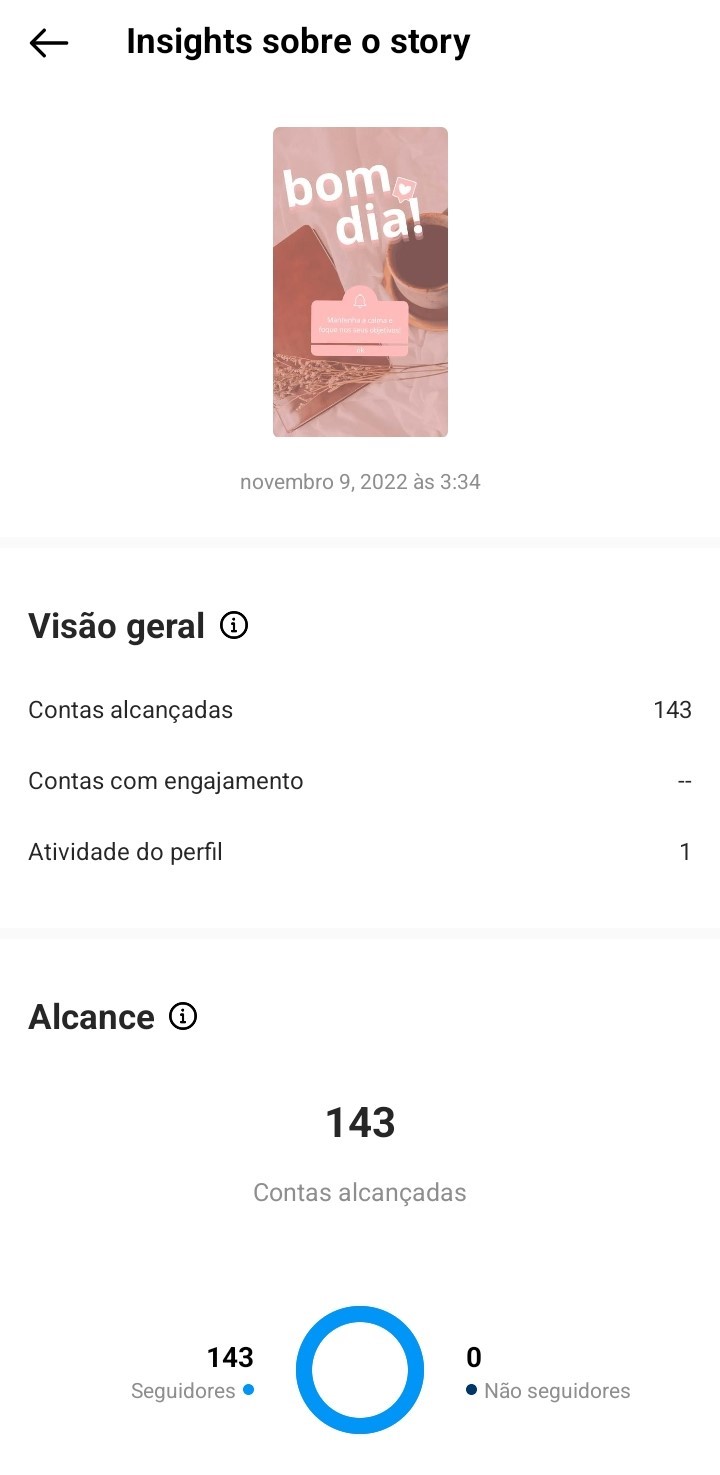 Insights sobre o story
bom
dia!
Mantenha a calma e
foque nos seus objetivos!
ok
novembro 9, 2022 às 3:34
Visão geral
Contas alcançadas 143
Contas com engajamento --
Atividade do perfil 1
Alcance
143
Contas alcançadas
143 0
Seguidores Não seguidores